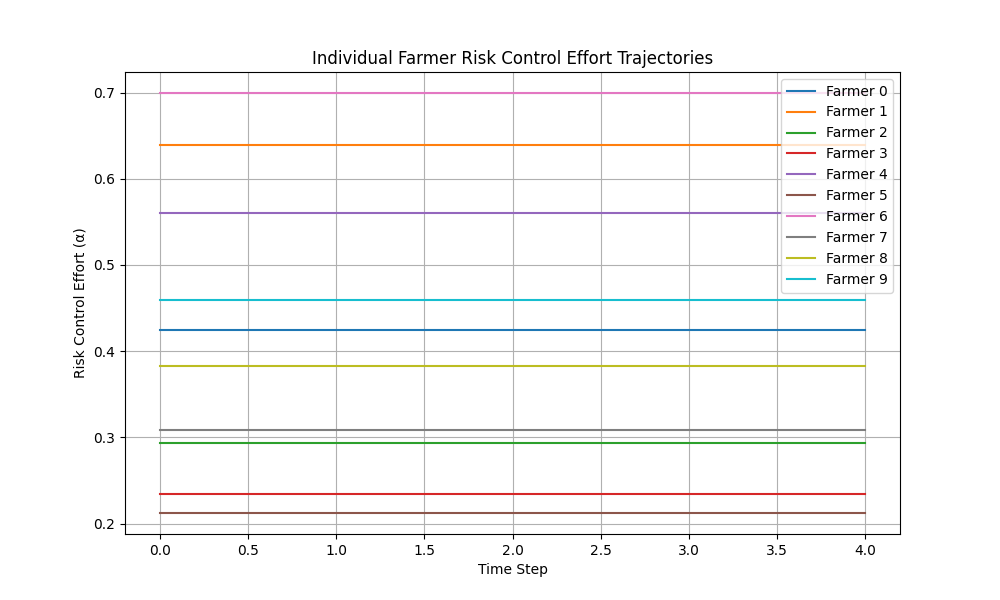 Individual Farmer Risk Control Effort Trajectories
Risk Control Effort (α)
0.7
0.6
0.5
0.4
0.3
0.2
Farmer 0
Farmer 1
Farmer 2
Farmer 3
Farmer 4
Farmer 5
Farmer 6
Farmer 7
Farmer 8
Farmer 9
0.0 0.5 1.0 1.5 2.0 2.5 3.0 3.5 4.0
Time Step